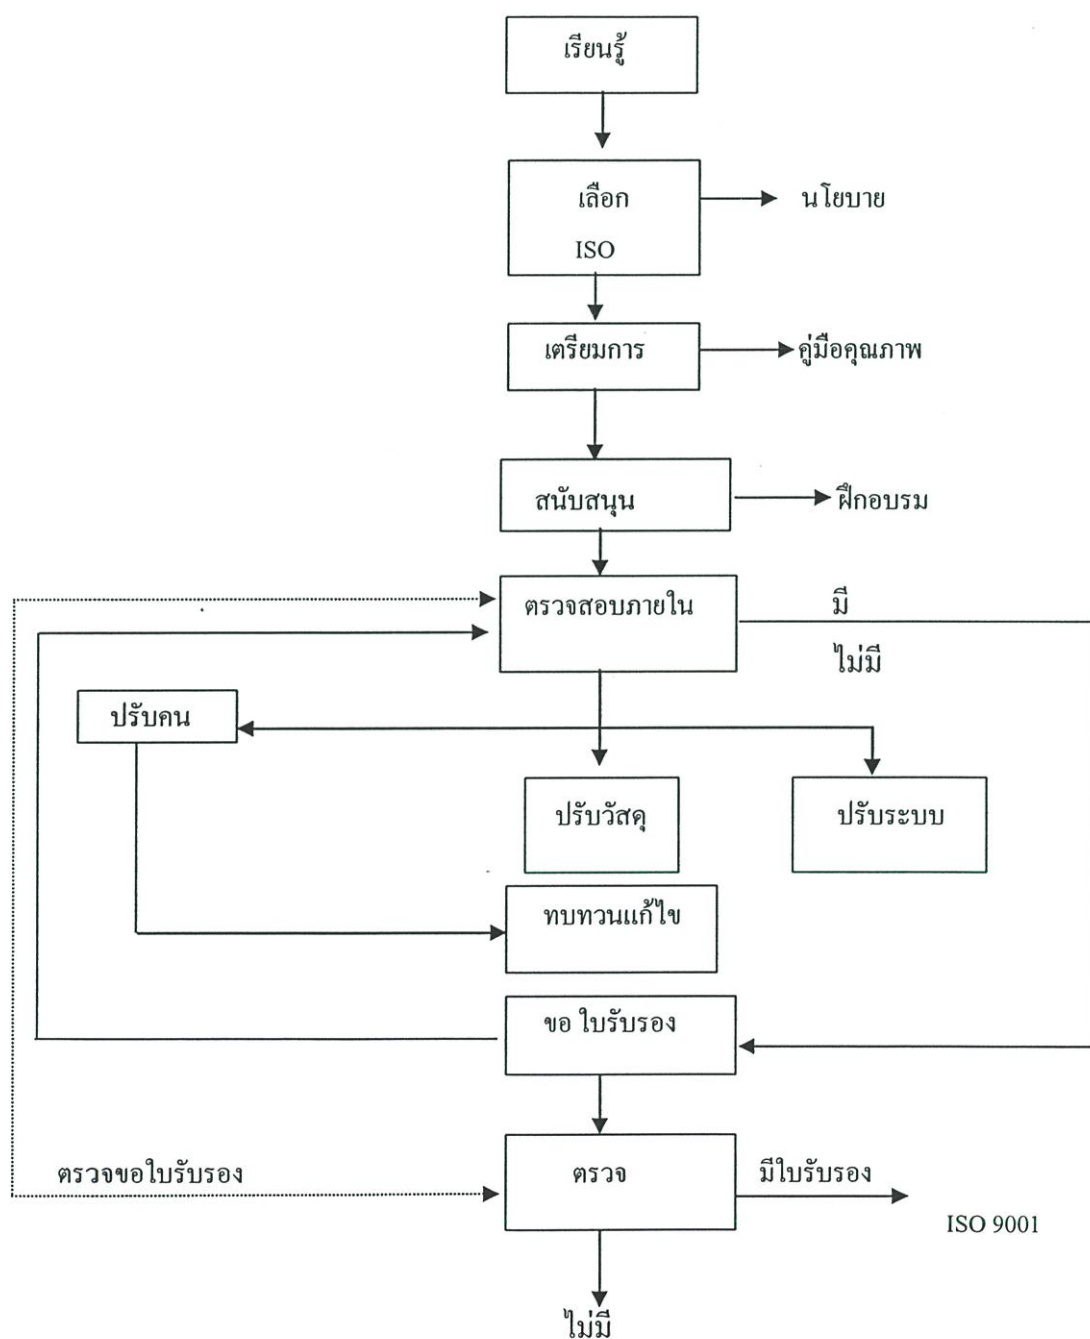 เรียนรู้
เลือก
นโยบาย
ISO
เตรียมการ
คู่มือคุณภาพ
สนับสนุน
ฝึกอบรม
ตรวจสอบภายใน
มี
ไม่มี
ปรับคน
ปรับวัสดุ
ปรับระบบ
ทบทวนแก้ไข
ขอ ใบรับรอง
ตรวจขอใบรับรอง
ตรวจ
มีใบรับรอง
ISO 9001
ไม่มี